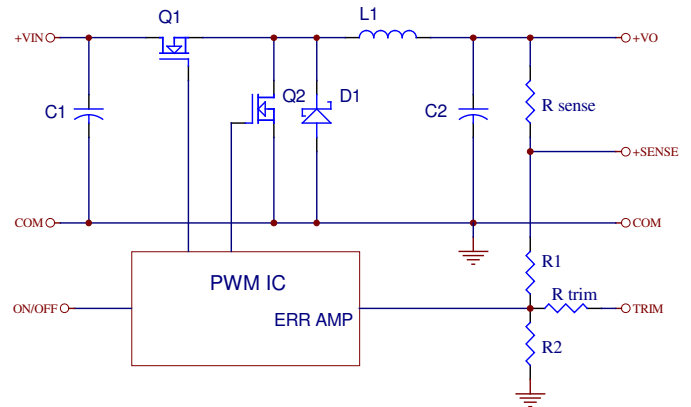 Q1
L1
+VIN
+VO
C1
Q2
D1
C2
R sense
+SENSE
COM
COM
R1
PWM IC
R trim
ON/OFF
ERR AMP
TRIM
R2